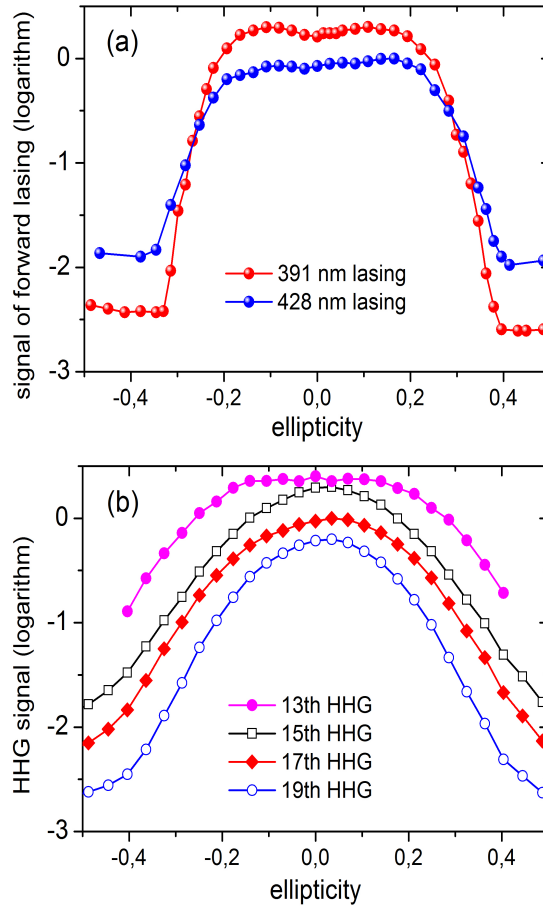 (a)
signal of forward lasing (logarithm)
0
-1
-2
-3
391 nm lasing
428 nm lasing
-0,4
-0,2
0,0
0,2
0,4
ellipticity
(b)
HHG signal (logarithm)
0
-1
-2
-3
13th HHG
15th HHG
17th HHG
19th HHG
-0,4
-0,2
0,0
0,2
0,4
ellipticity